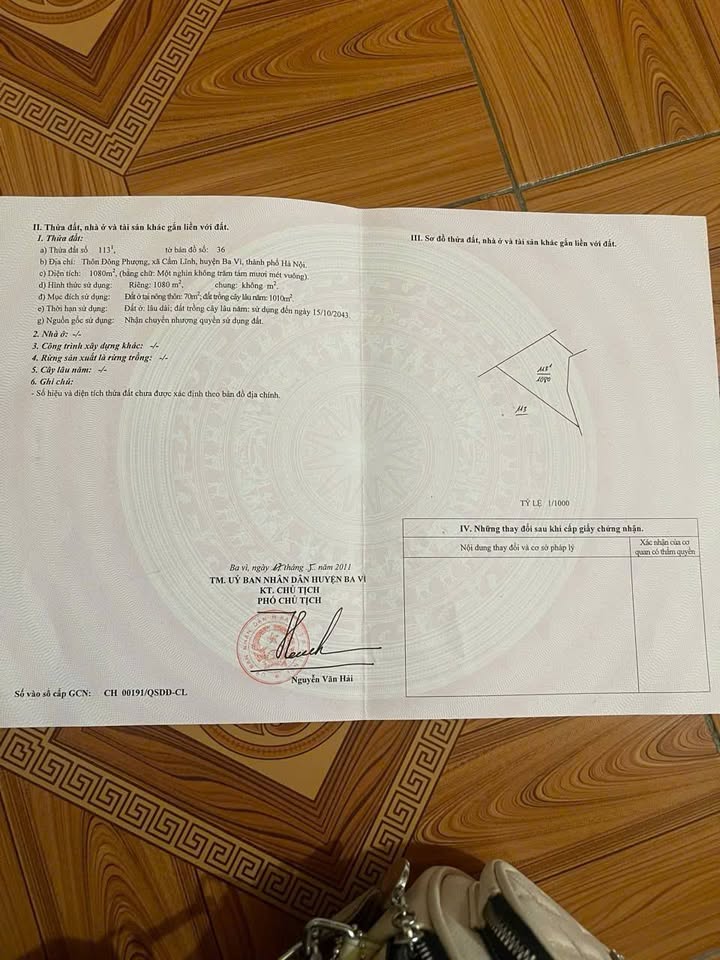 II. Thửa đất, nhà ở và tài sản khác gắn liền với đất.
1. Thửa đất:
a) Thửa đất số 113¹, tờ bản đồ số: 36
b) Địa chỉ: Thôn Đông Phượng, xã Cẩm Lĩnh, huyện Ba Vì, thành phố Hà Nội.
c) Diện tích: 1080m², (bằng chữ: Một nghìn không trăm tám mươi mét vuông).
d) Hình thức sử dụng: Riêng: 1080 m², chung: không m².
đ) Mục đích sử dụng: Đất ở tại nông thôn: 70m²; đất trồng cây lâu năm: 1010m².
e) Thời hạn sử dụng: Đất ở: lâu dài; đất trồng cây lâu năm: sử dụng đến ngày 15/10/2043.
g) Nguồn gốc sử dụng: Nhận chuyển nhượng quyền sử dụng đất.
2. Nhà ở: -/-
3. Công trình xây dựng khác: -/-
4. Rừng sản xuất là rừng trồng: -/-
5. Cây lâu năm: -/-
6. Ghi chú:
- Số hiệu và diện tích thửa đất chưa được xác định theo bản đồ địa chính.
Ba vì, ngày tháng 5 năm 2011
TM. UỶ BAN NHÂN DÂN HUYỆN BA VÌ
KT. CHỦ TỊCH
PHÓ CHỦ TỊCH
Nguyễn Văn Hải
Số vào sổ cấp GCN: CH 00191/QSDĐ-CL
III. Sơ đồ thửa đất, nhà ở và tài sản khác gắn liền với đất.
113¹
1080
113
TỶ LỆ 1/1000
IV. Những thay đổi sau khi cấp giấy chứng nhận.
Nội dung thay đổi và cơ sở pháp lý
Xác nhận của cơ
quan có thẩm quyền